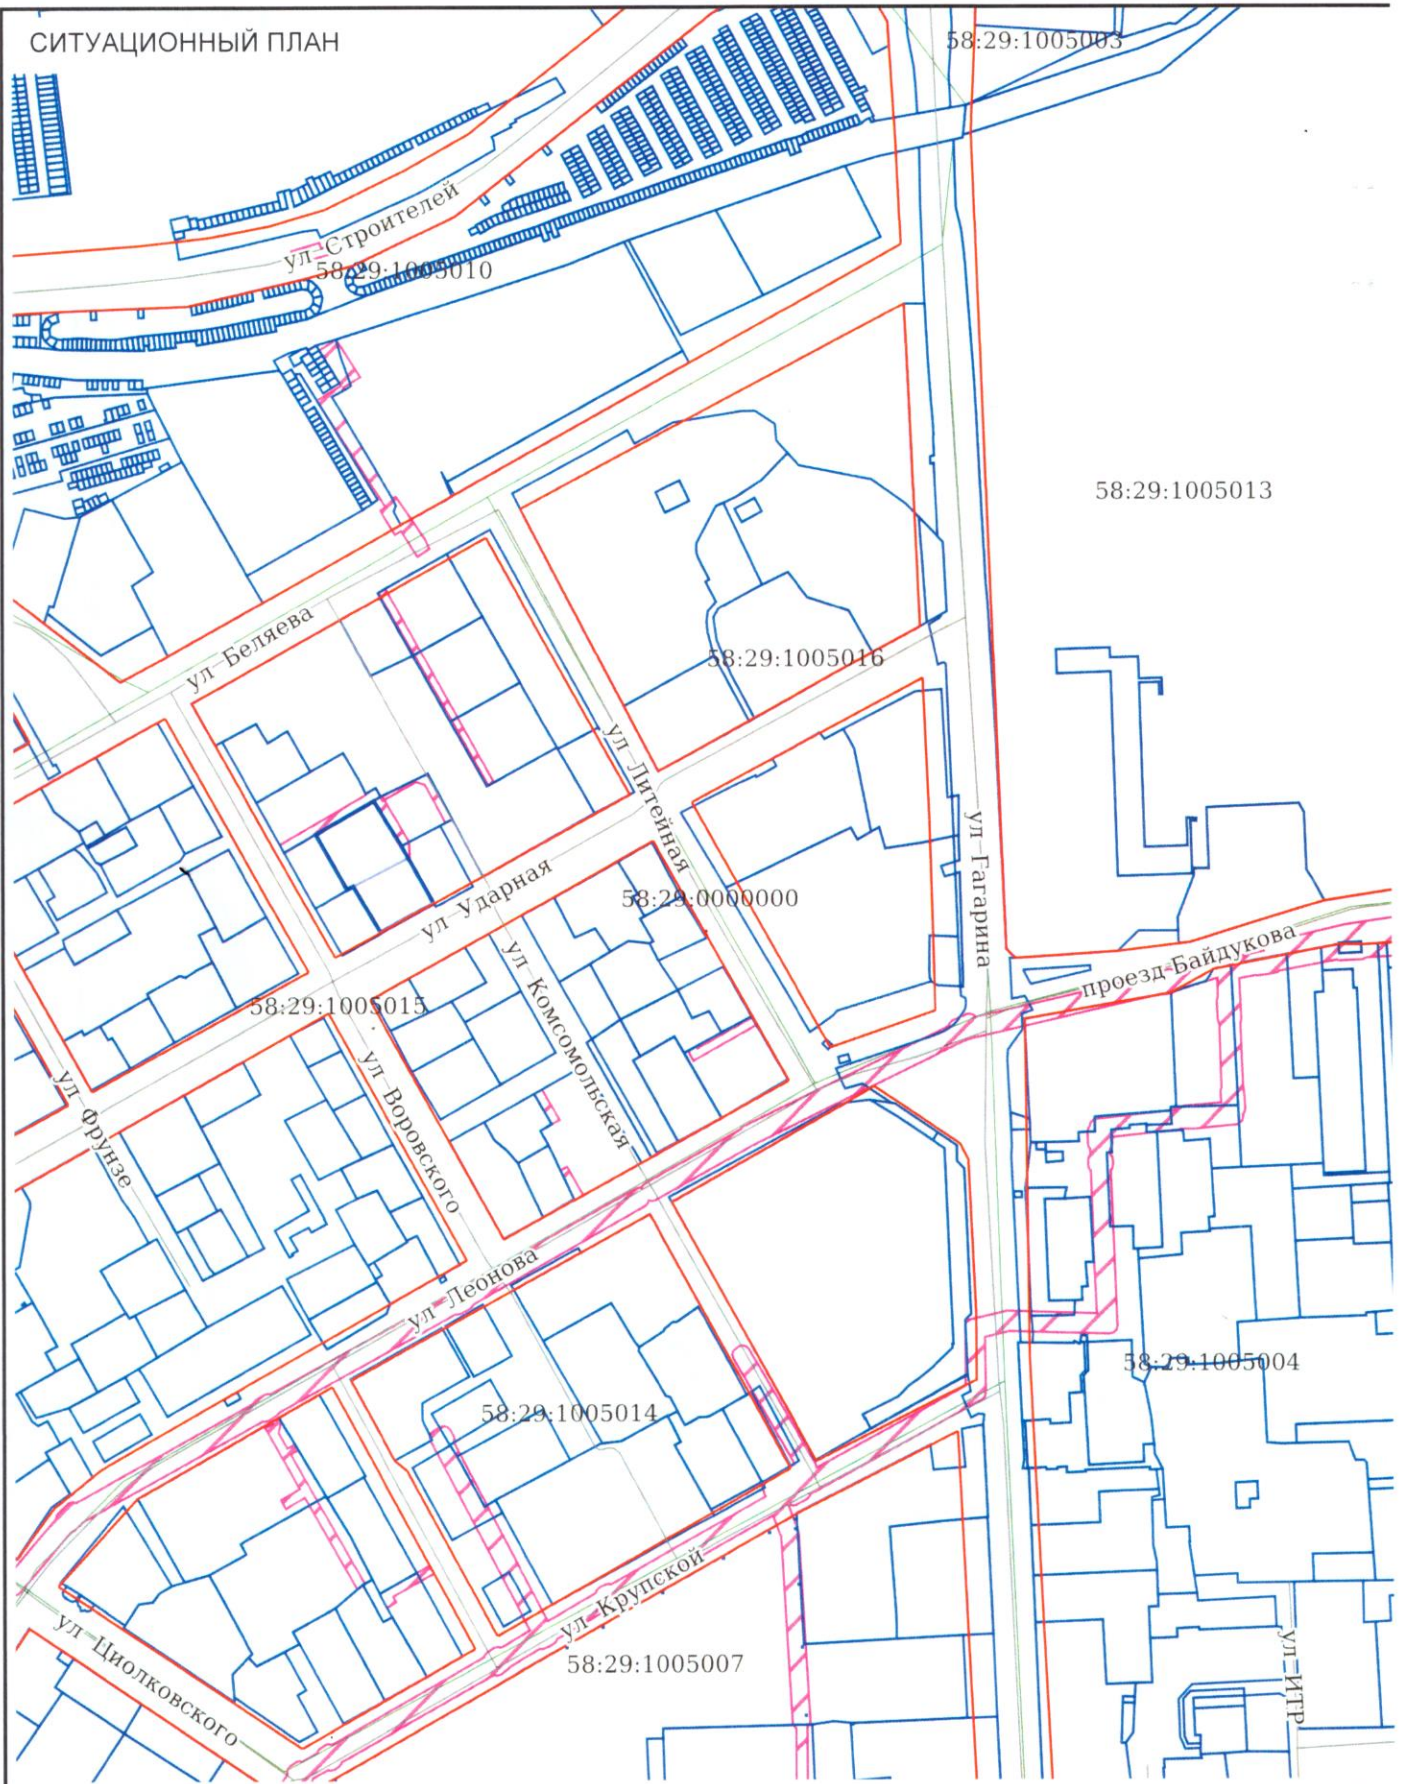 СИТУАЦИОННЫЙ ПЛАН
58:29:1005003
ул Строителей
58:29:1005010
58:29:1005013
ул Беляева
58:29:1005016
ул Литейная
ул Гагарина
58:29:0000000
ул Ударная
проезд Байдукова
ул Комсомольская
58:29:1005015
ул Воровского
ул Фрунзе
ул Леонова
58:29:1005004
58:29:1005014
ул Крупской
ул Циолковского
58:29:1005007
ул ИТР